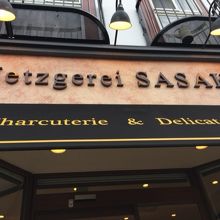 etzgerei SASA
harcuterie & Delicat